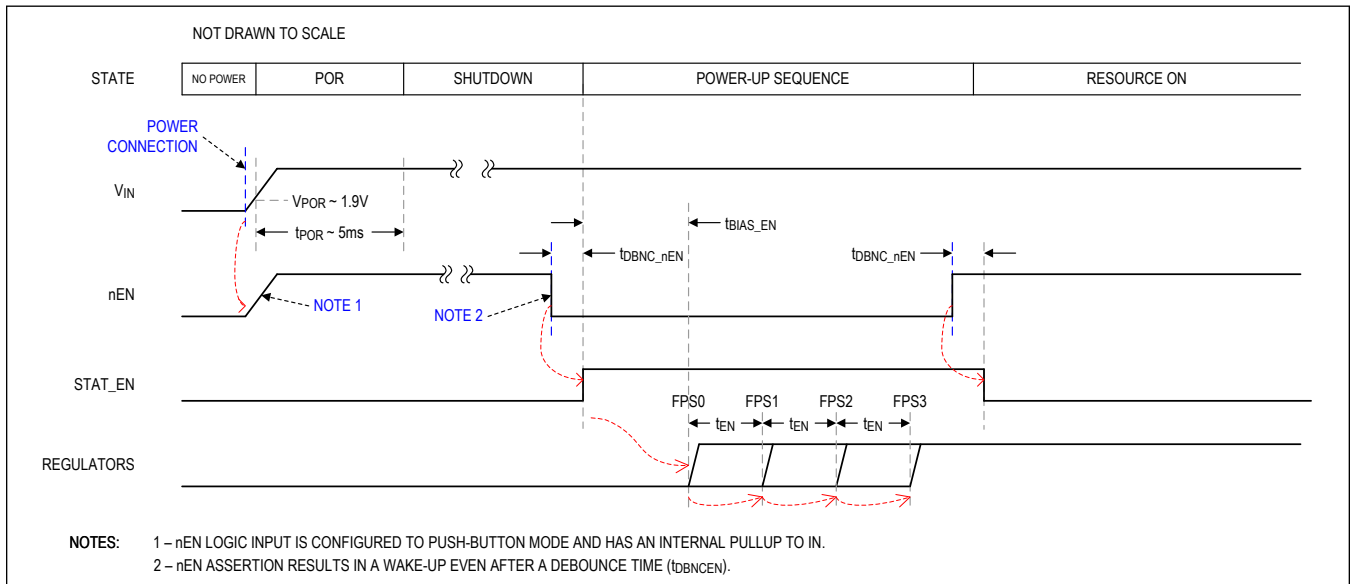 NOT DRAWN TO SCALE
STATE
NO POWER
POR
SHUTDOWN
POWER-UP SEQUENCE
RESOURCE ON
POWER
CONNECTION
VIN
VPOR ~ 1.9V
tPOR ~ 5ms
tBIAS_EN
tDBNC_nEN
tDBNC_nEN
nEN
NOTE 1
NOTE 2
STAT_EN
FPS0 FPS1 FPS2 FPS3
tEN tEN tEN
REGULATORS
NOTES: 1 – nEN LOGIC INPUT IS CONFIGURED TO PUSH-BUTTON MODE AND HAS AN INTERNAL PULLUP TO IN.
2 – nEN ASSERTION RESULTS IN A WAKE-UP EVEN AFTER A DEBOUNCE TIME (tDBNCEN).